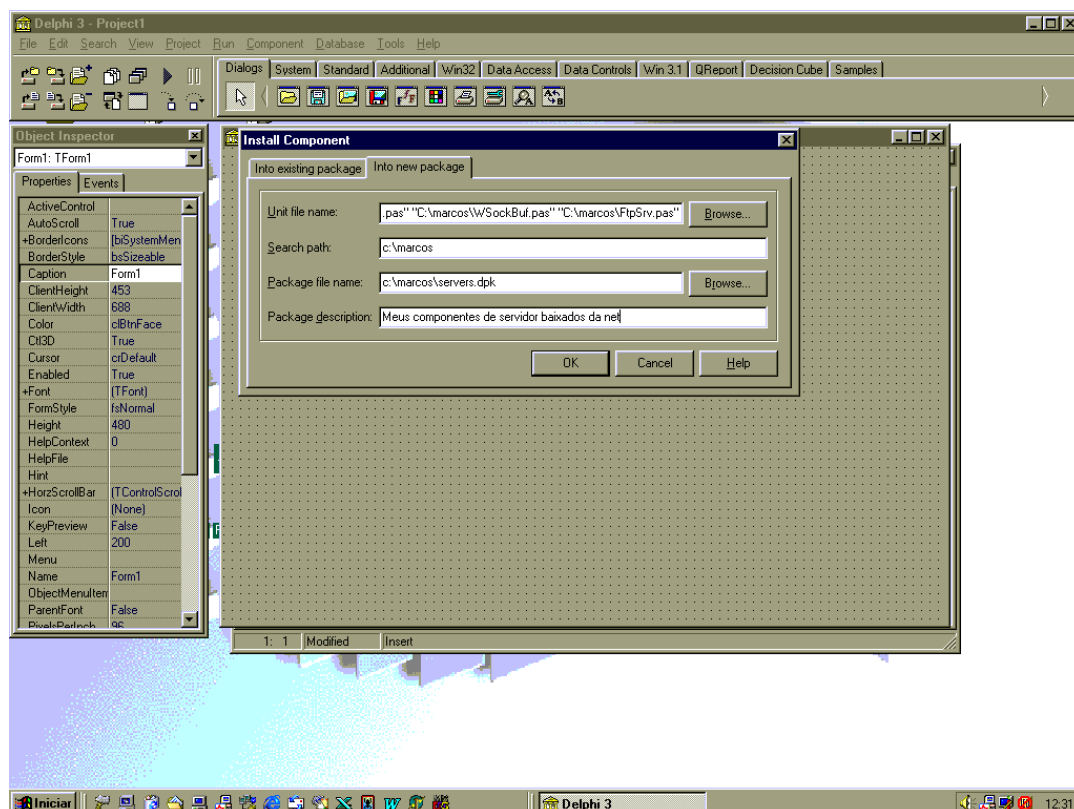 Delphi 3 - Project1
File Edit Search View Project Run Component Database Tools Help
Dialogs System Standard Additional Win32 Data Access Data Controls Win 3.1 QReport Decision Cube Samples
Object Inspector
Form1: TForm1
Properties Events
ActiveControl
AutoScroll True
+BorderIcons [biSystemMen
BorderStyle bsSizeable
Caption Form1
ClientHeight 453
ClientWidth 688
Color clBtnFace
Ctl3D True
Cursor crDefault
Enabled True
+Font (TFont)
FormStyle fsNormal
Height 480
HelpContext 0
HelpFile
Hint
+HorzScrollBar (TControlScrol
Icon (None)
KeyPreview False
Left 200
Menu
Name Form1
ObjectMenuItem
ParentFont False
PixelsPerInch 96
Install Component
Into existing package Into new package
Unit file name: .pas" "C:\marcos\WSockBuf.pas" "C:\marcos\FtpSrv.pas" Browse...
Search path: c:\marcos
Package file name: c:\marcos\servers.dpk Browse...
Package description: Meus componentes de servidor baixados da net
OK Cancel Help
1: 1 Modified Insert
Iniciar Delphi 3 12:31